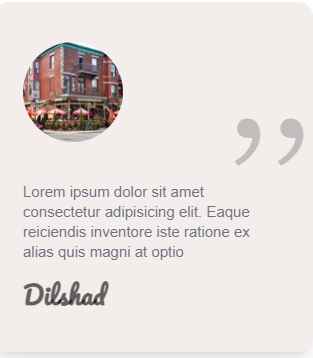 ”
Lorem ipsum dolor sit amet
consectetur adipisicing elit. Eaque
reiciendis inventore iste ratione ex
alias quis magni at optio
Dilshad